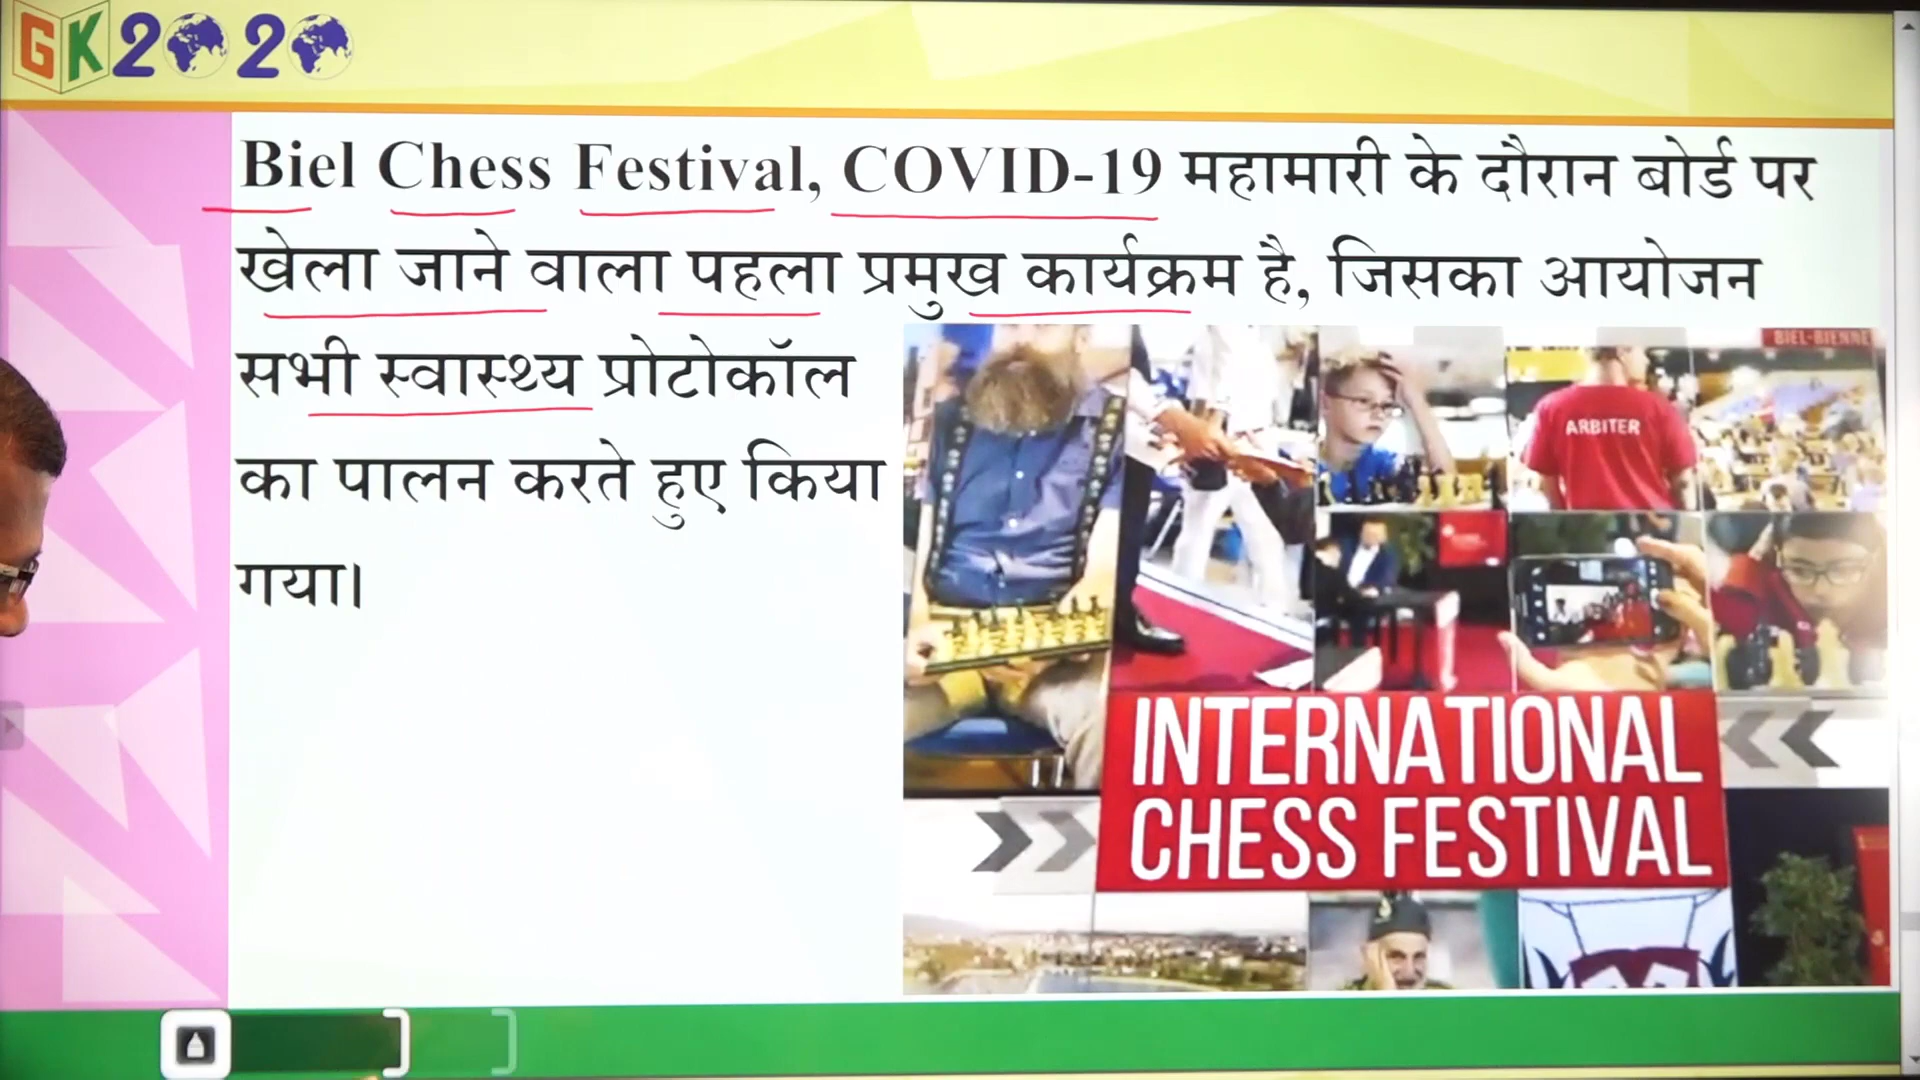 GK2020
Biel Chess Festival, COVID-19 महामारी के दौरान बोर्ड पर
खेला जाने वाला पहला प्रमुख कार्यक्रम है, जिसका आयोजन
सभी स्वास्थ्य प्रोटोकॉल
का पालन करते हुए किया
गया।
BIEL-BIENNE
ARBITER
INTERNATIONAL
CHESS FESTIVAL